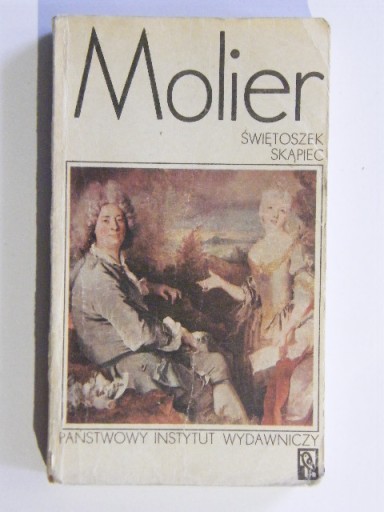 Molier
ŚWIĘTOSZEK
SKĄPIEC
PAŃSTWOWY INSTYTUT WYDAWNICZY